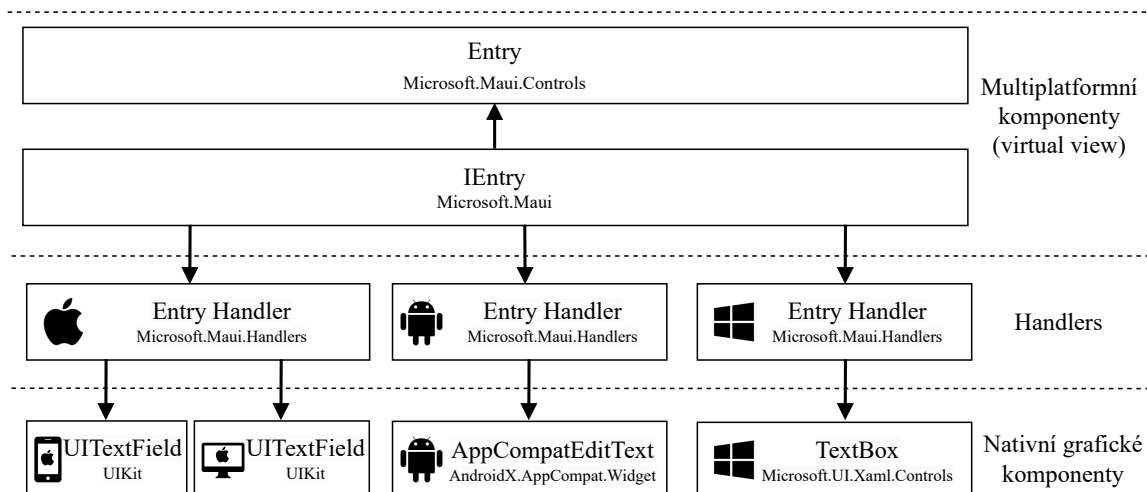 Entry
Microsoft.Maui.Controls
Multiplatformní
komponenty
(virtual view)
IEntry
Microsoft.Maui
Entry Handler
Microsoft.Maui.Handlers
Entry Handler
Microsoft.Maui.Handlers
Entry Handler
Microsoft.Maui.Handlers
Handlers
UITextField
UIKit
UITextField
UIKit
AppCompatEditText
AndroidX.AppCompat.Widget
TextBox
Microsoft.UI.Xaml.Controls
Nativní grafické
komponenty